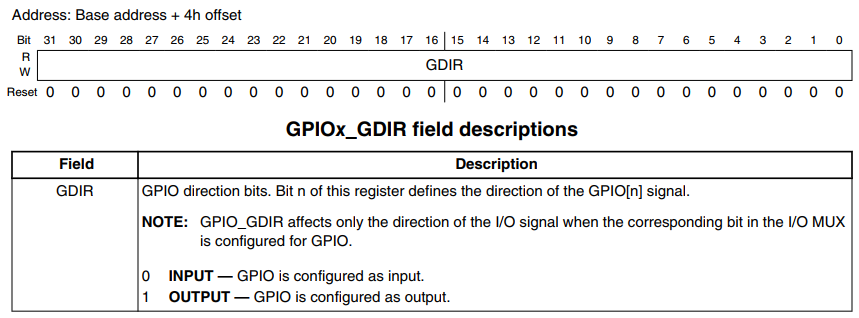 Address: Base address + 4h offset
Bit 31 30 29 28 27 26 25 24 23 22 21 20 19 18 17 16 15 14 13 12 11 10 9 8 7 6 5 4 3 2 1 0
R
GDIR
W
Reset 0 0 0 0 0 0 0 0 0 0 0 0 0 0 0 0 0 0 0 0 0 0 0 0 0 0 0 0 0 0 0 0
GPIOx_GDIR field descriptions
Field Description
GDIR GPIO direction bits. Bit n of this register defines the direction of the GPIO[n] signal.
NOTE: GPIO_GDIR affects only the direction of the I/O signal when the corresponding bit in the I/O MUX
is configured for GPIO.
0 INPUT — GPIO is configured as input.
1 OUTPUT — GPIO is configured as output.